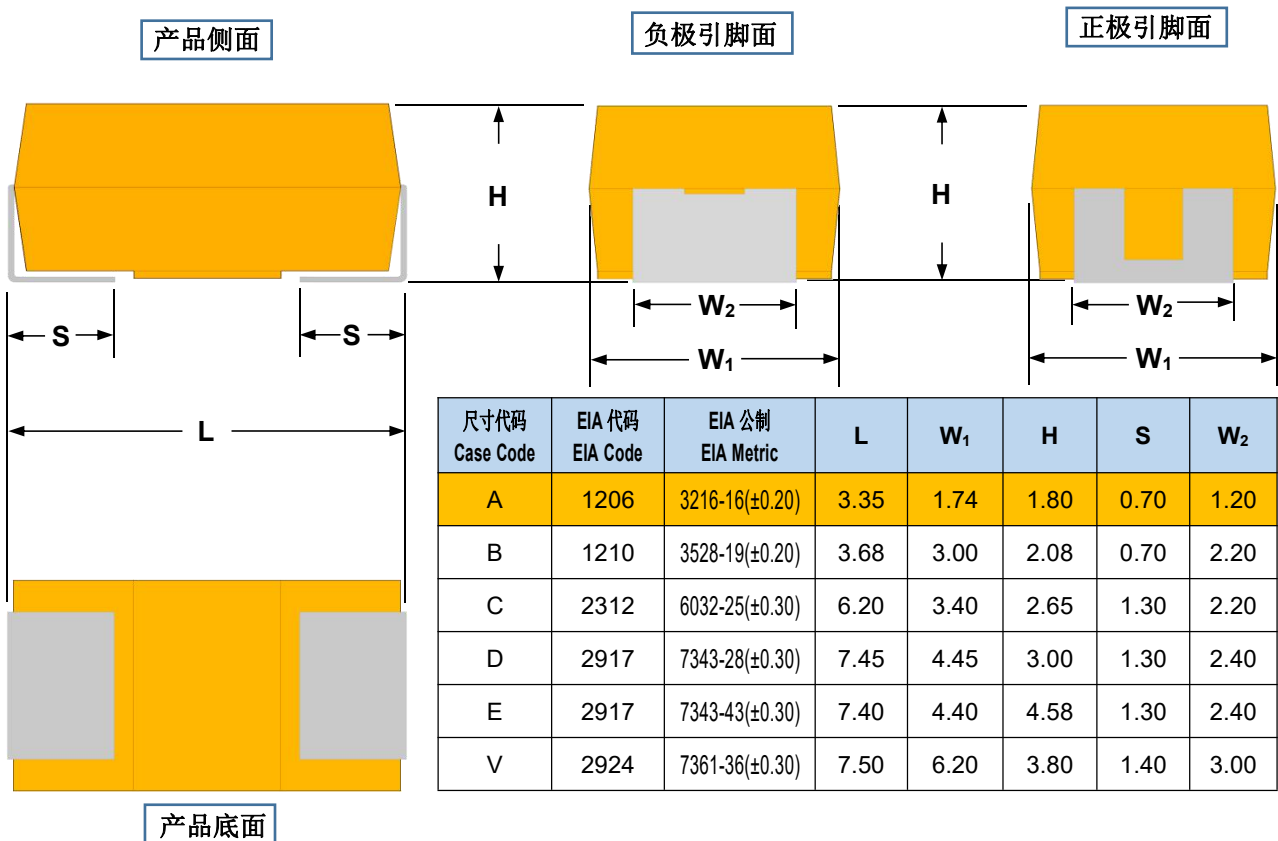 产品侧面
负极引脚面
正极引脚面
H
H
S
S
W₂
W₂
W₁
W₁
L
尺寸代码 EIA 代码 EIA 公制 L W₁ H S W₂
Case Code EIA Code EIA Metric
A 1206 3216-16(±0.20) 3.35 1.74 1.80 0.70 1.20
B 1210 3528-19(±0.20) 3.68 3.00 2.08 0.70 2.20
C 2312 6032-25(±0.30) 6.20 3.40 2.65 1.30 2.20
D 2917 7343-28(±0.30) 7.45 4.45 3.00 1.30 2.40
E 2917 7343-43(±0.30) 7.40 4.40 4.58 1.30 2.40
V 2924 7361-36(±0.30) 7.50 6.20 3.80 1.40 3.00
产品底面